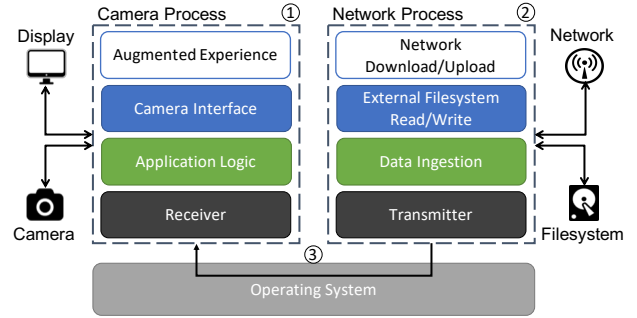 Camera Process
①
Network Process
②
Display
Network
Augmented Experience
Network
Download/Upload
Camera Interface
External Filesystem
Read/Write
Application Logic
Data Ingestion
Receiver
Transmitter
Camera
Filesystem
③
Operating System